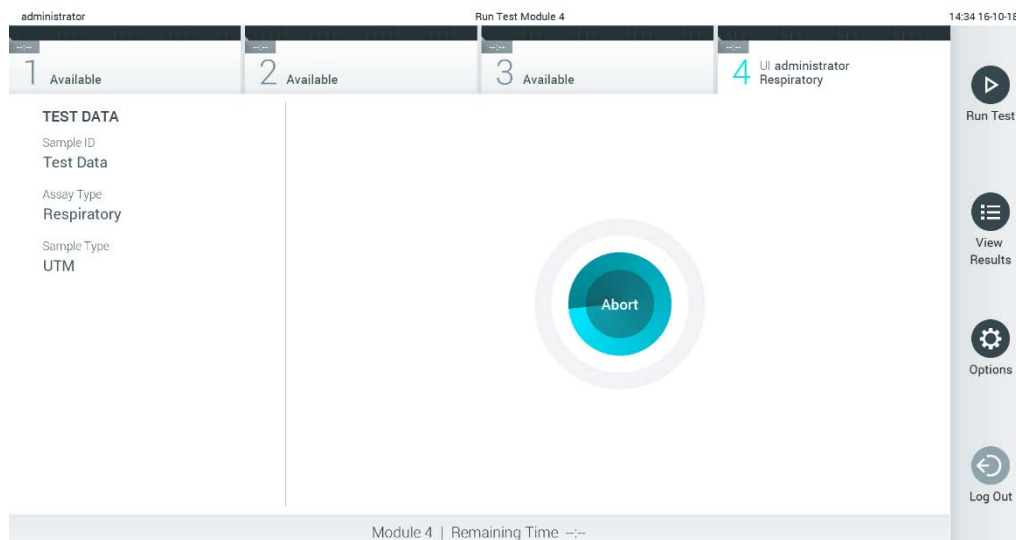 administrator
Run Test Module 4
14:34 16-10-18
--:--
--:--
--:--
--:--
1 Available
2 Available
3 Available
4 UI administrator
Respiratory
TEST DATA
Sample ID
Test Data
Assay Type
Respiratory
Sample Type
UTM
Abort
Run Test
View
Results
Options
Log Out
Module 4 | Remaining Time --:--